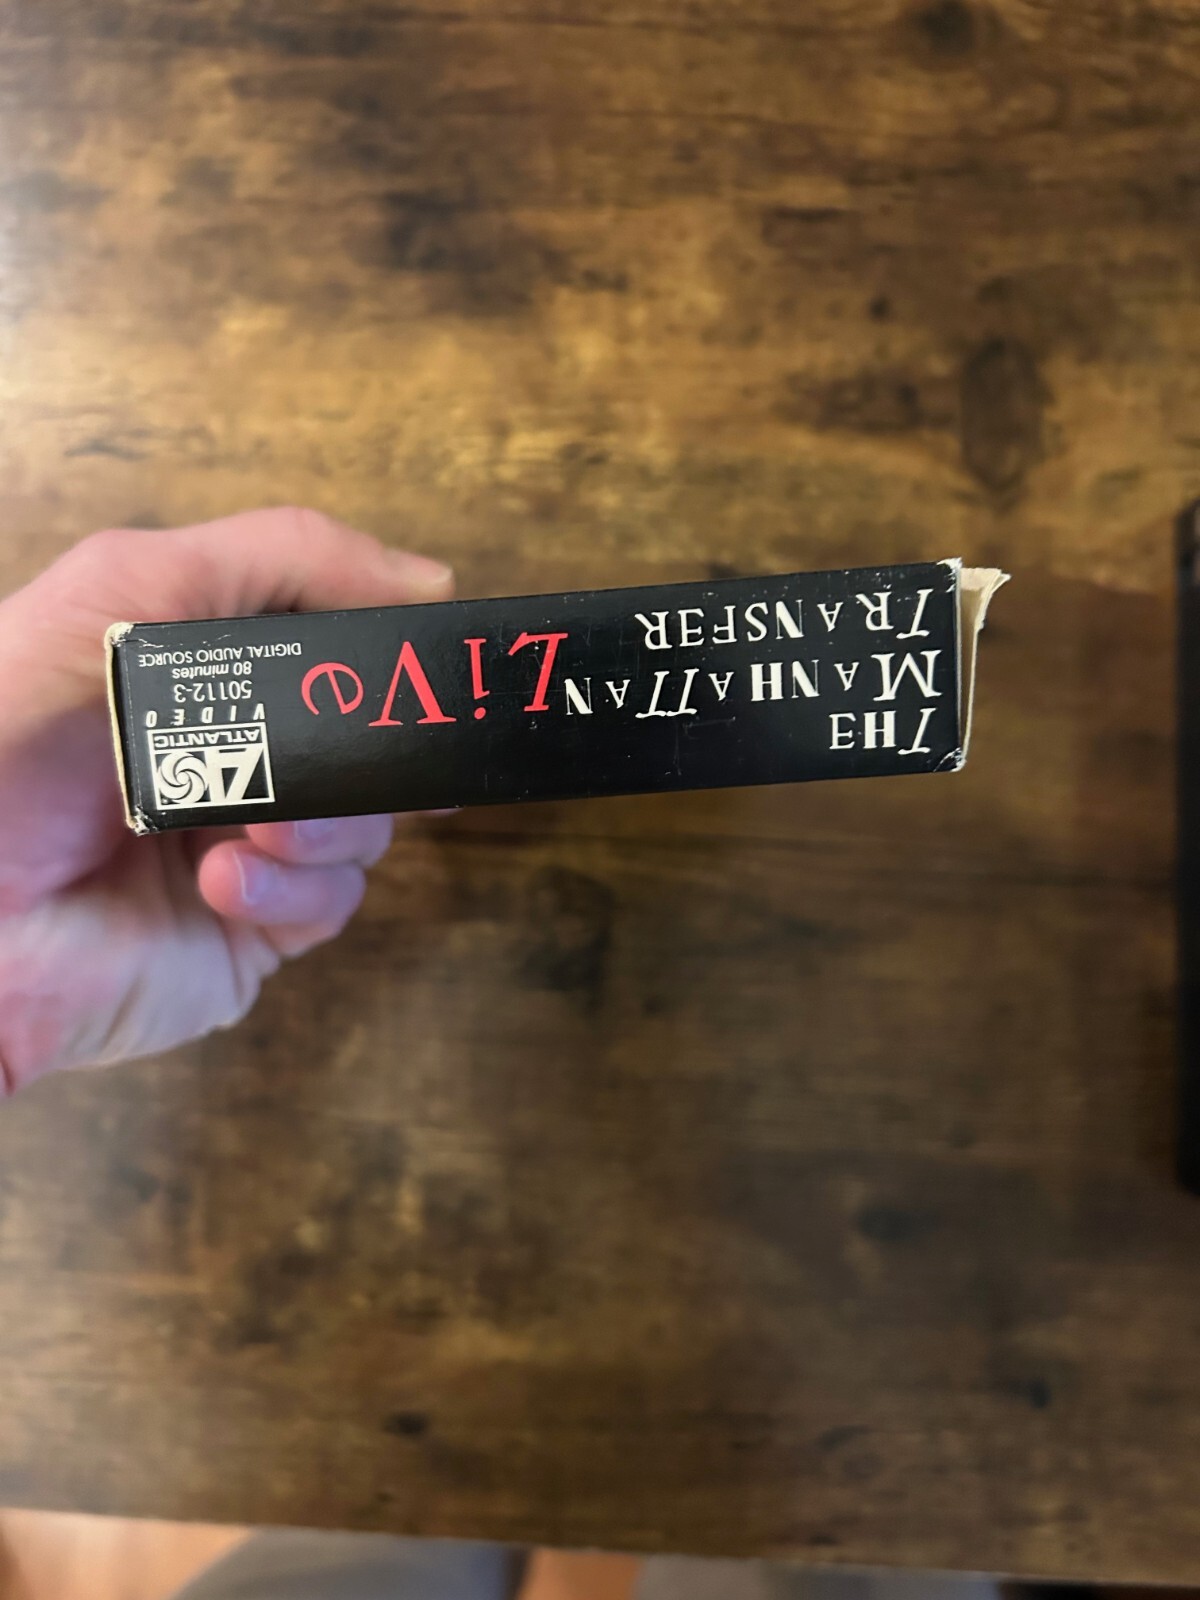 THE
MANHATTAN
TRANSFER
LiVe
ATLANTIC
VIDEO
50112-3
80 minutes
DIGITAL AUDIO SOURCE